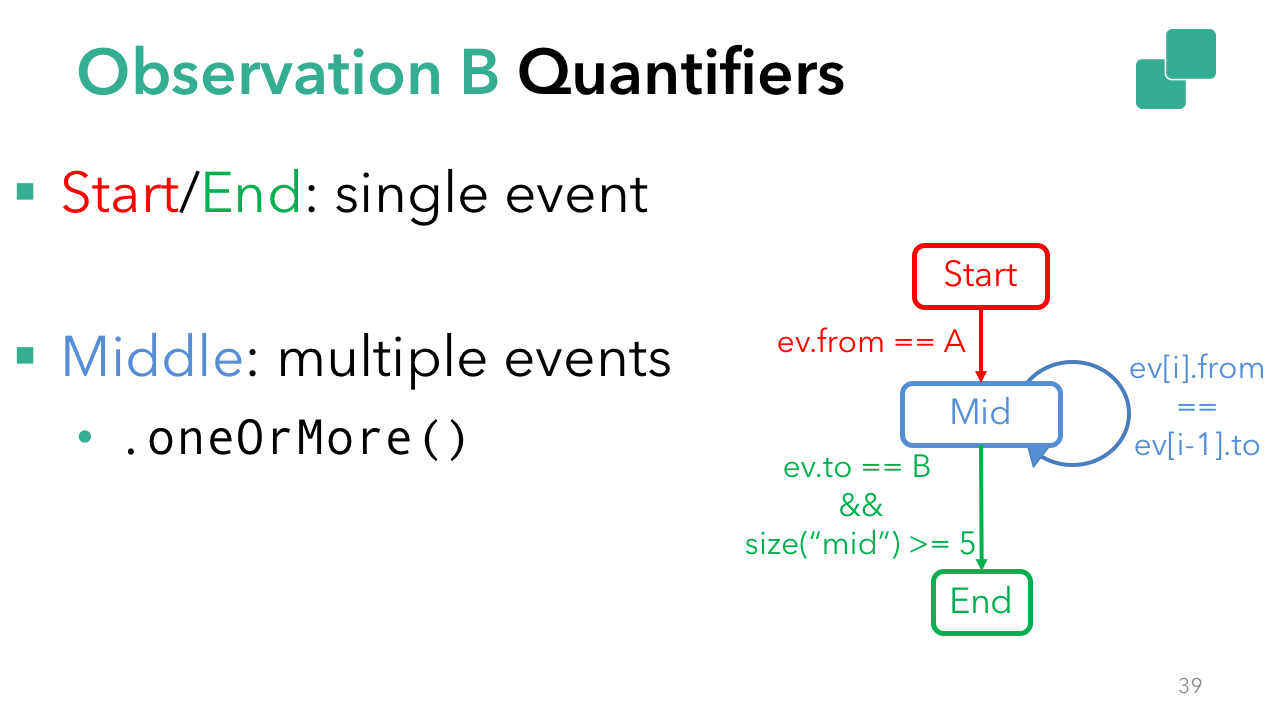 Observation B Quantifiers
Start/End: single event
Middle: multiple events
.oneOrMore()
Start
ev.from == A
Mid
ev[i].from
==
ev[i-1].to
ev.to == B
&&
size(“mid”) >= 5
End
39